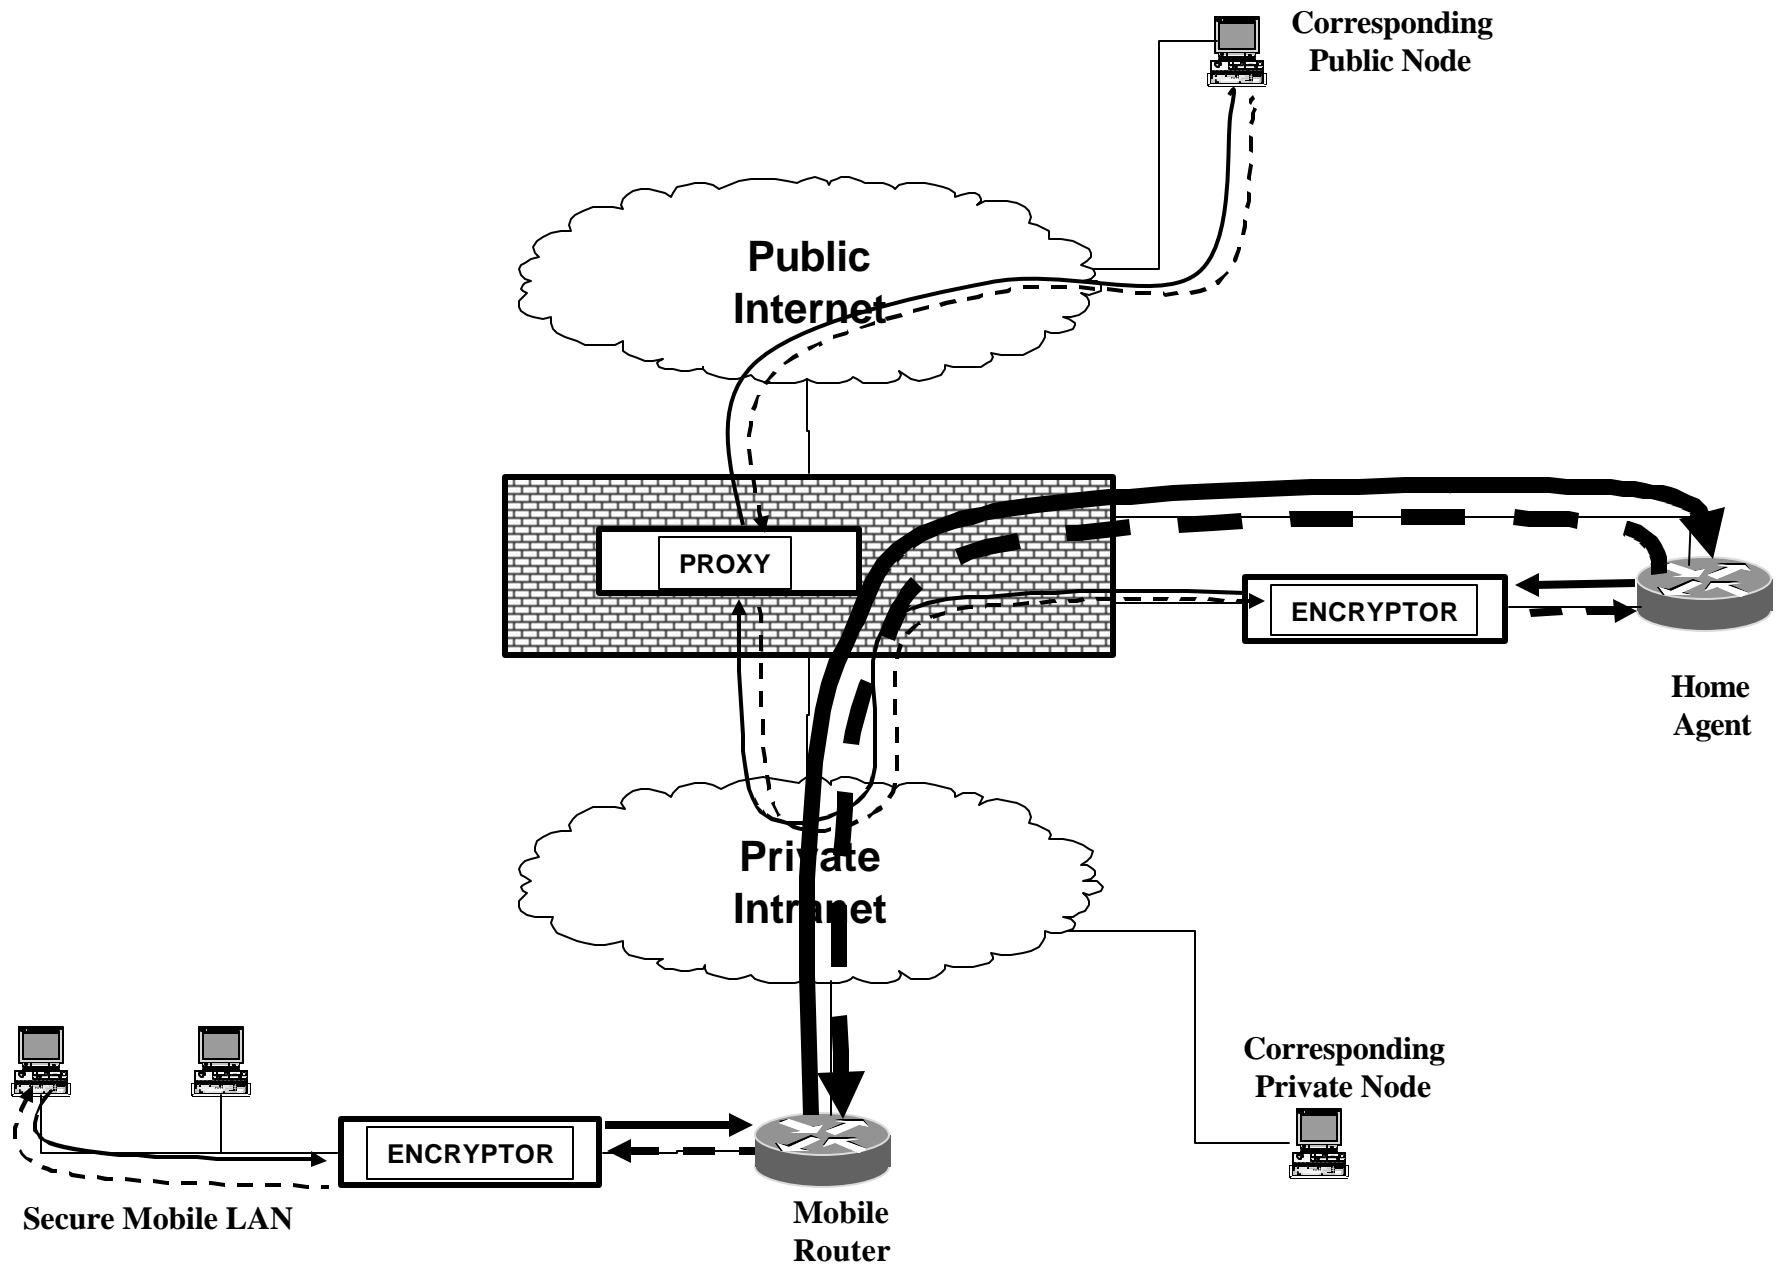 Corresponding
Public Node
Public
Internet
PROXY
ENCRYPTOR
Home
Agent
Private
Intranet
Corresponding
Private Node
ENCRYPTOR
Secure Mobile LAN
Mobile
Router